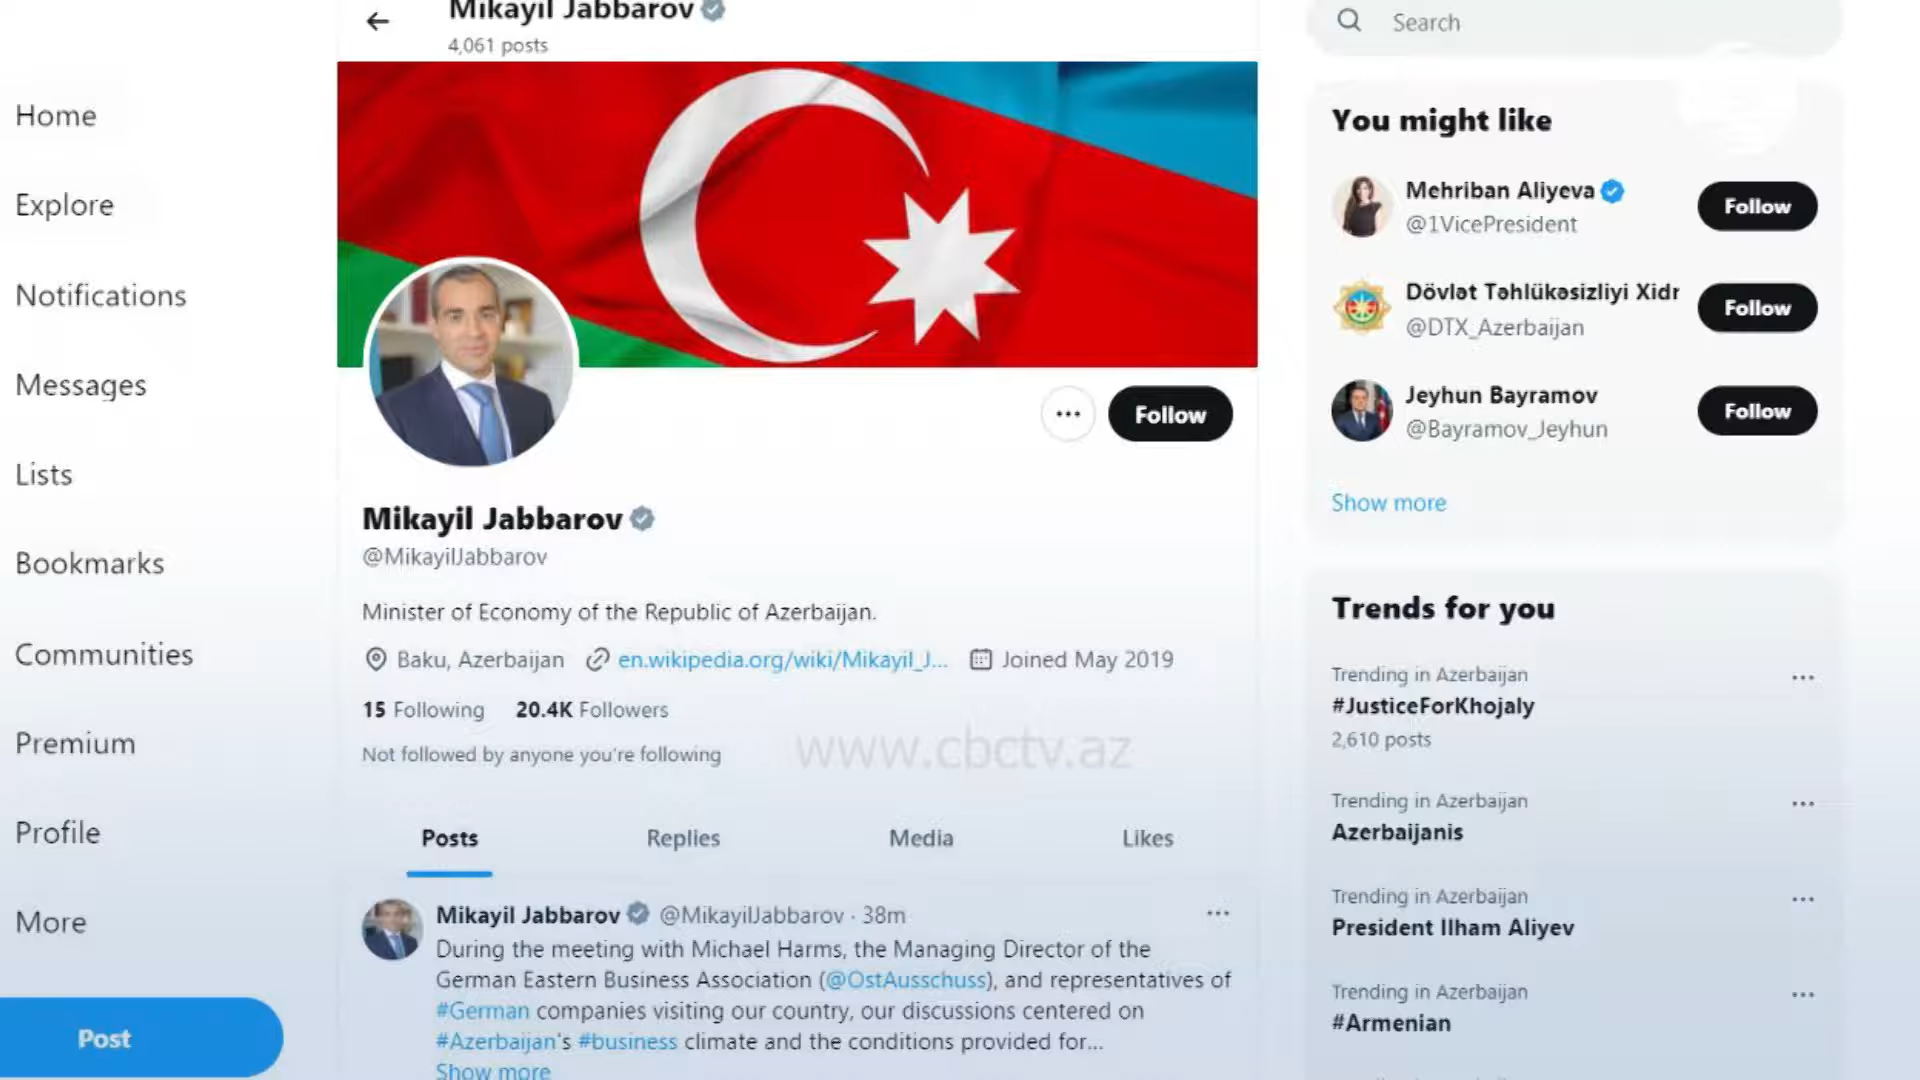 Mikayil Jabbarov
4,061 posts
Home
Explore
Notifications
Messages
Lists
Bookmarks
Communities
Premium
Profile
More
Post
Follow
Mikayil Jabbarov
@MikayilJabbarov
Minister of Economy of the Republic of Azerbaijan.
Baku, Azerbaijan en.wikipedia.org/wiki/Mikayil_J... Joined May 2019
15 Following 20.4K Followers
Not followed by anyone you're following
www.cbctv.az
Posts Replies Media Likes
Mikayil Jabbarov @MikayilJabbarov · 38m
During the meeting with Michael Harms, the Managing Director of the
German Eastern Business Association (@OstAusschuss), and representatives of
#German companies visiting our country, our discussions centered on
#Azerbaijan's #business climate and the conditions provided for...
Show more
Search
You might like
Mehriban Aliyeva
@1VicePresident
Follow
Dövlət Təhlükəsizliyi Xidr
@DTX_Azerbaijan
Follow
Jeyhun Bayramov
@Bayramov_Jeyhun
Follow
Show more
Trends for you
Trending in Azerbaijan
#JusticeForKhojaly
2,610 posts
Trending in Azerbaijan
Azerbaijanis
Trending in Azerbaijan
President Ilham Aliyev
Trending in Azerbaijan
#Armenian